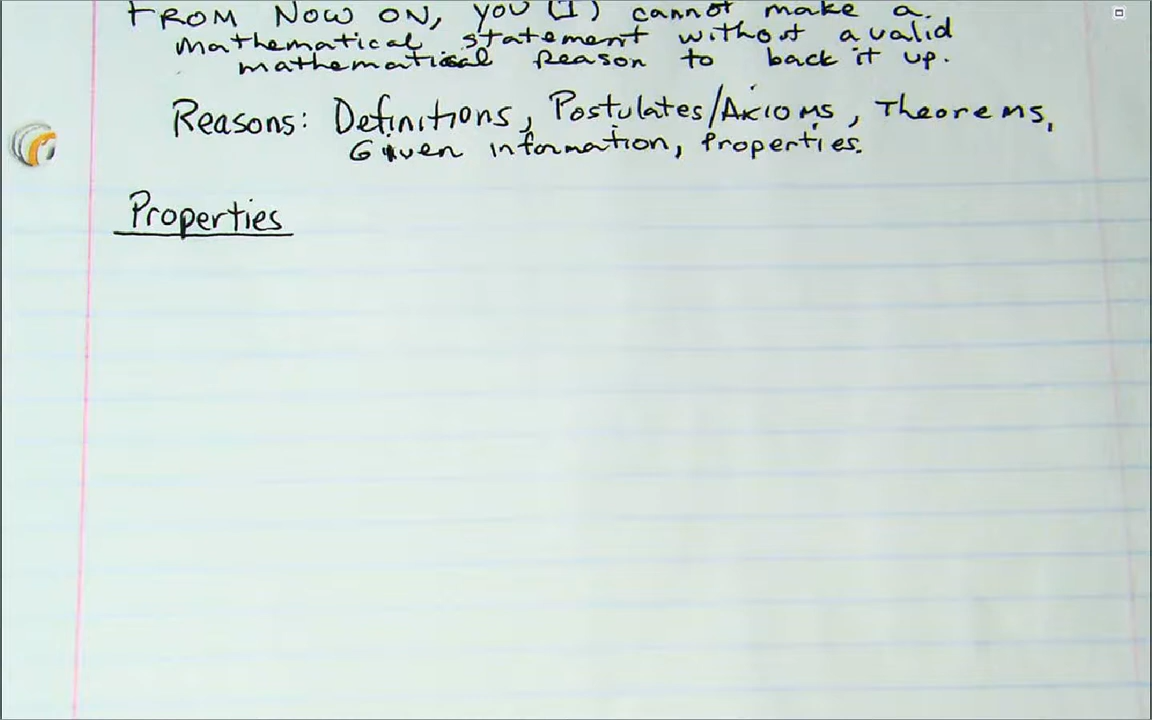 FROM NOW ON, you (I) cannot make a
mathematical statement without a valid
mathematical reason to back it up.
Reasons: Definitions, Postulates/Axioms, Theorems,
Given information, Properties.
Properties